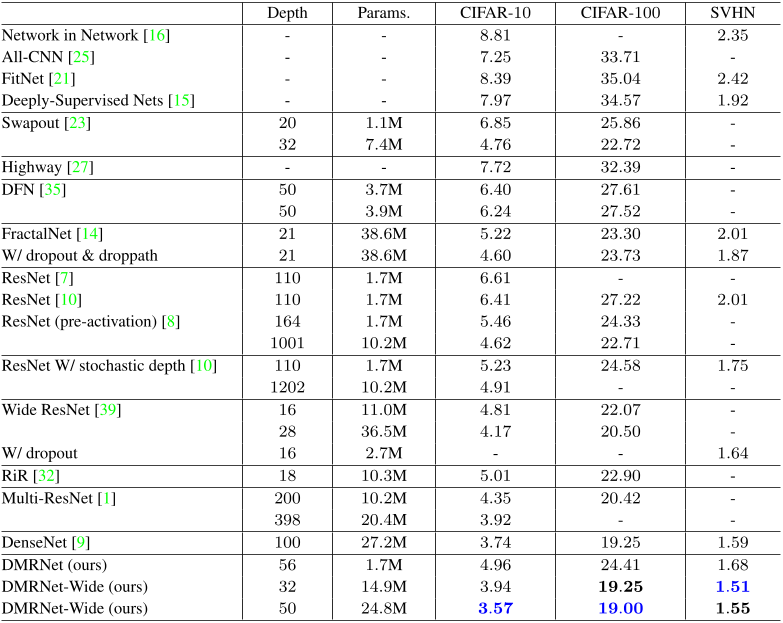 Depth Params. CIFAR-10 CIFAR-100 SVHN
Network in Network [16] - - 8.81 - 2.35
All-CNN [25] - - 7.25 33.71 -
FitNet [21] - - 8.39 35.04 2.42
Deeply-Supervised Nets [15] - - 7.97 34.57 1.92
Swapout [23] 20 1.1M 6.85 25.86 -
32 7.4M 4.76 22.72 -
Highway [27] - - 7.72 32.39 -
DFN [35] 50 3.7M 6.40 27.61 -
50 3.9M 6.24 27.52 -
FractalNet [14] 21 38.6M 5.22 23.30 2.01
W/ dropout & droppath 21 38.6M 4.60 23.73 1.87
ResNet [7] 110 1.7M 6.61 - -
ResNet [10] 110 1.7M 6.41 27.22 2.01
ResNet (pre-activation) [8] 164 1.7M 5.46 24.33 -
1001 10.2M 4.62 22.71 -
ResNet W/ stochastic depth [10] 110 1.7M 5.23 24.58 1.75
1202 10.2M 4.91 - -
Wide ResNet [39] 16 11.0M 4.81 22.07 -
28 36.5M 4.17 20.50 -
W/ dropout 16 2.7M - - 1.64
RiR [32] 18 10.3M 5.01 22.90 -
Multi-ResNet [1] 200 10.2M 4.35 20.42 -
398 20.4M 3.92 - -
DenseNet [9] 100 27.2M 3.74 19.25 1.59
DMRNet (ours) 56 1.7M 4.96 24.41 1.68
DMRNet-Wide (ours) 32 14.9M 3.94 19.25 1.51
DMRNet-Wide (ours) 50 24.8M 3.57 19.00 1.55